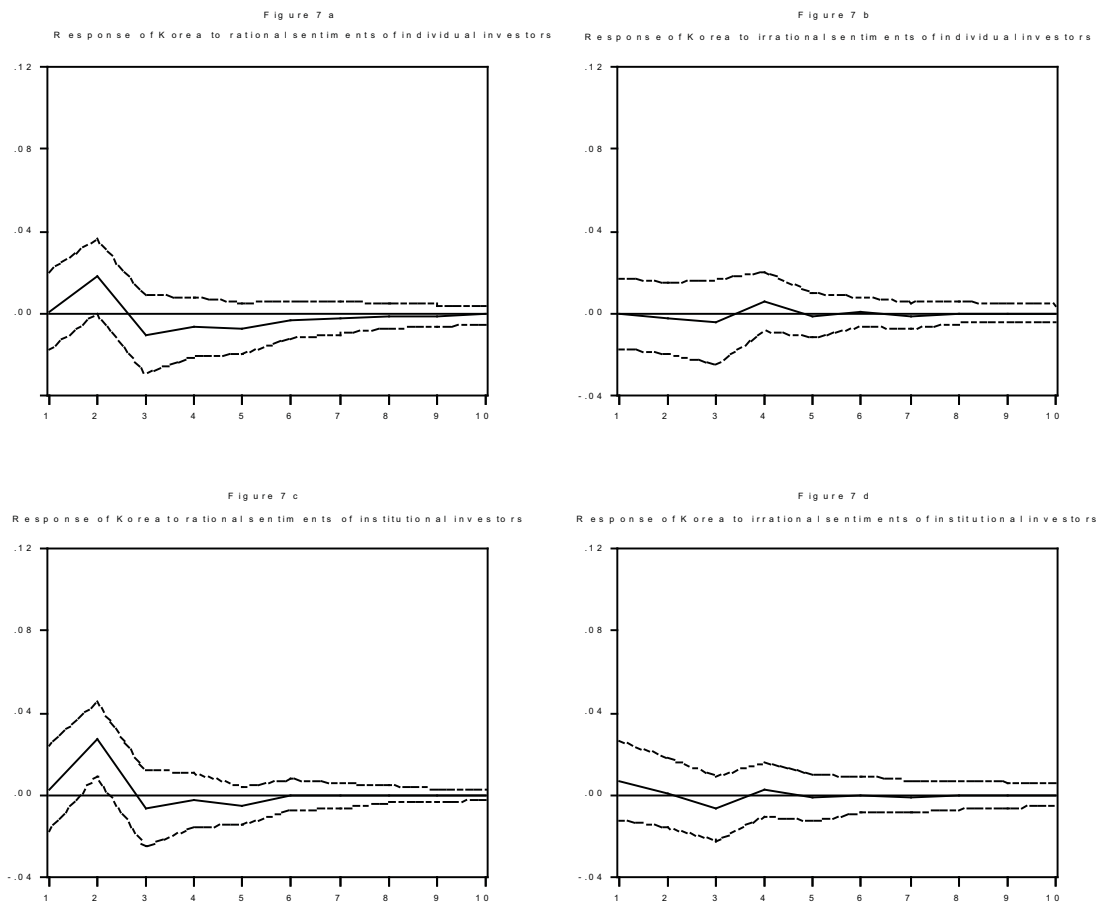 Figure 7a
Response of Korea to rational sentiments of individual investors
.12
.08
.04
.00
1 2 3 4 5 6 7 8 9 10
Figure 7b
Response of Korea to irrational sentiments of individual investors
.12
.08
.04
.00
-.04
1 2 3 4 5 6 7 8 9 10
Figure 7c
Response of Korea to rational sentiments of institutional investors
.12
.08
.04
.00
-.04
1 2 3 4 5 6 7 8 9 10
Figure 7d
Response of Korea to irrational sentiments of institutional investors
.12
.08
.04
.00
-.04
1 2 3 4 5 6 7 8 9 10